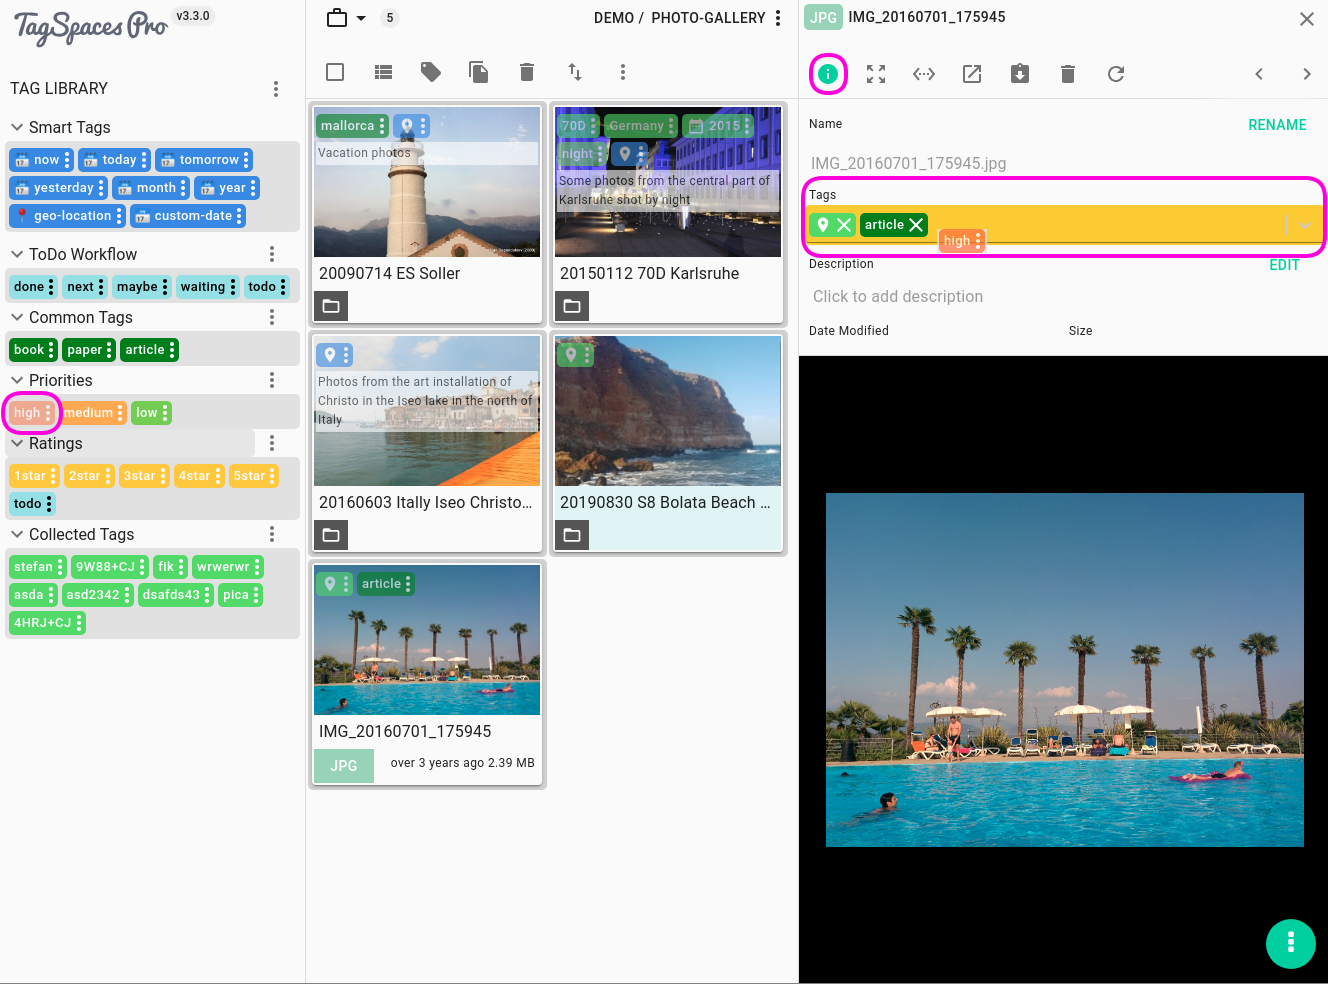 TagSpaces Pro v3.3.0
TAG LIBRARY
Smart Tags
now today tomorrow
yesterday month year
geo-location custom-date
ToDo Workflow
done next maybe waiting todo
Common Tags
book paper article
Priorities
high medium low
Ratings
1star 2star 3star 4star 5star
todo
Collected Tags
stefan 9W88+CJ fik wrwerwr
asda asd2342 dsafds43 pica
4HRJ+CJ
5 DEMO / PHOTO-GALLERY
mallorca
Vacation photos
20090714 ES Soller
70D Germany 2015
night
Some photos from the central part of
Karlsruhe shot by night
20150112 70D Karlsruhe
Photos from the art installation of
Christo in the Iseo lake in the north of
Italy
20160603 Itally Iseo Christo...
20190830 S8 Bolata Beach ...
article
IMG_20160701_175945
JPG over 3 years ago 2.39 MB
JPG IMG_20160701_175945
Name RENAME
IMG_20160701_175945.jpg
Tags
article
high
Description EDIT
Click to add description
Date Modified Size